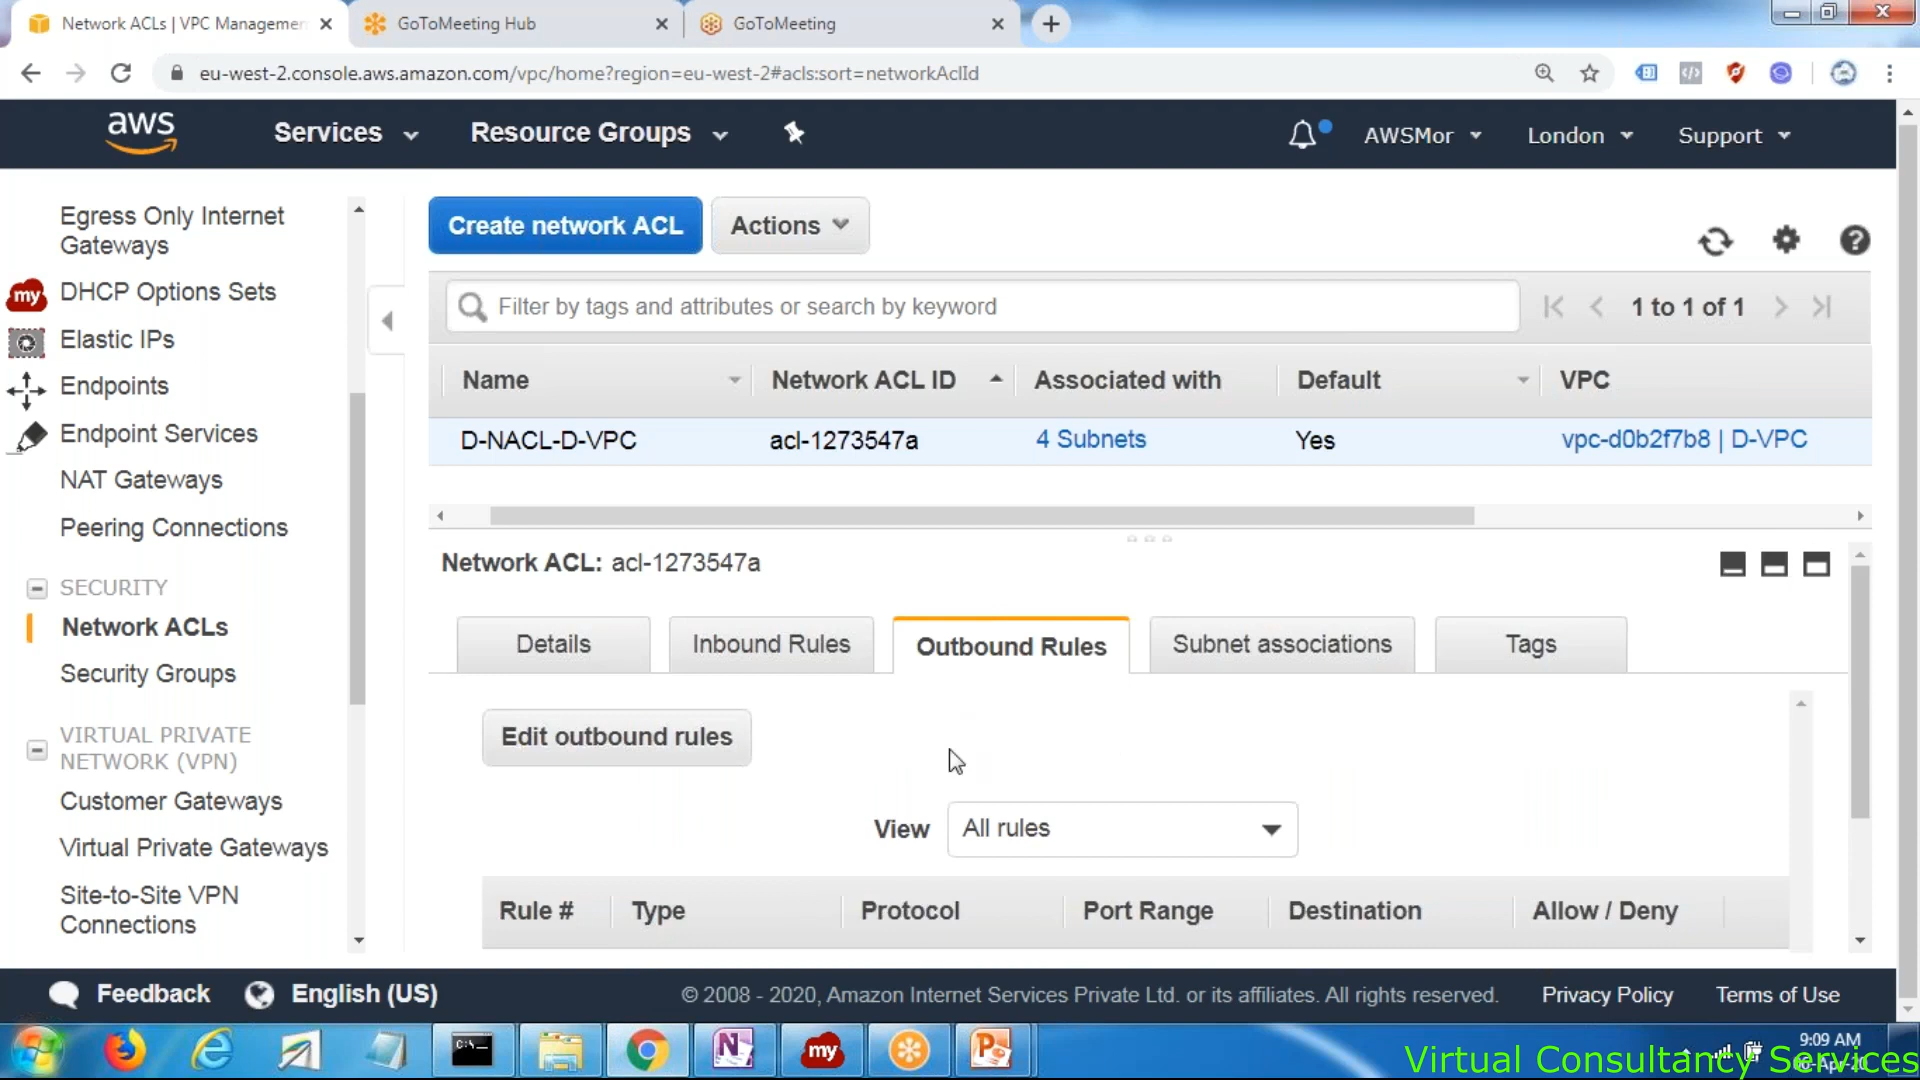 Network ACLs | VPC Managemen
GoToMeeting Hub
GoToMeeting
eu-west-2.console.aws.amazon.com/vpc/home?region=eu-west-2#acls:sort=networkAclId
aws
Services
Resource Groups
AWSMor
London
Support
Egress Only Internet
Gateways
DHCP Options Sets
Elastic IPs
Endpoints
Endpoint Services
NAT Gateways
Peering Connections
SECURITY
Network ACLs
Security Groups
VIRTUAL PRIVATE
NETWORK (VPN)
Customer Gateways
Virtual Private Gateways
Site-to-Site VPN
Connections
my
Create network ACL
Actions
Filter by tags and attributes or search by keyword
1 to 1 of 1
Name
Network ACL ID
Associated with
Default
VPC
D-NACL-D-VPC
acl-1273547a
4 Subnets
Yes
vpc-d0b2f7b8 | D-VPC
Network ACL: acl-1273547a
Details
Inbound Rules
Outbound Rules
Subnet associations
Tags
Edit outbound rules
View
All rules
Rule #
Type
Protocol
Port Range
Destination
Allow / Deny
Feedback
English (US)
© 2008 - 2020, Amazon Internet Services Private Ltd. or its affiliates. All rights reserved.
Privacy Policy
Terms of Use
C:\
my
9:09 AM
Virtual Consultancy Services